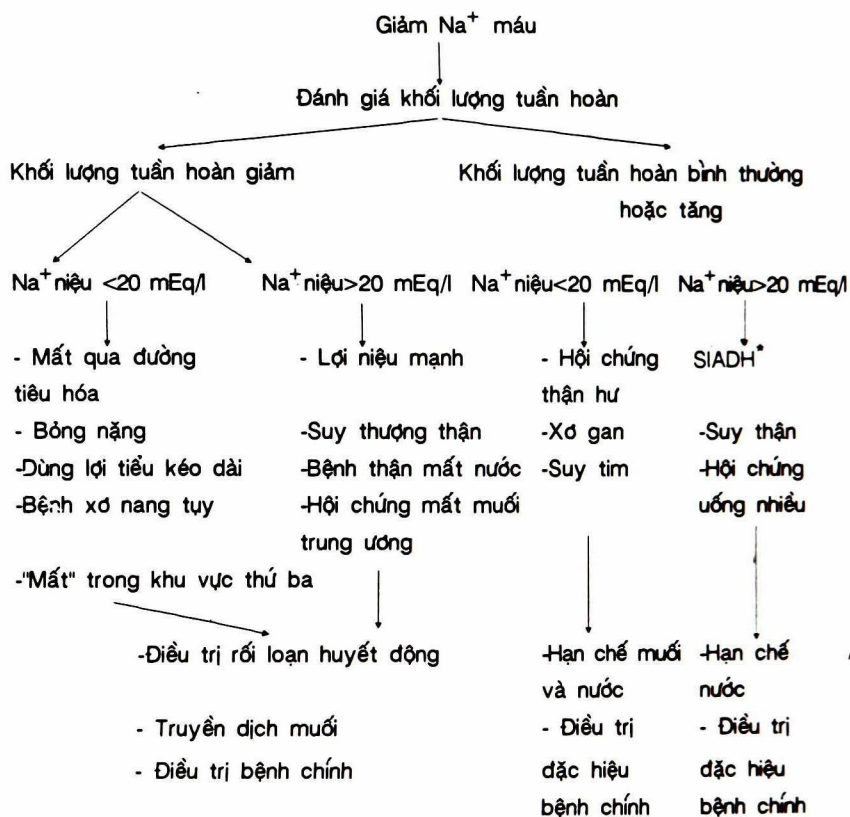 Giảm Na⁺ máu
Đánh giá khối lượng tuần hoàn
Khối lượng tuần hoàn giảm
Khối lượng tuần hoàn bình thường
hoặc tăng
Na⁺niệu <20 mEq/l
Na⁺niệu>20 mEq/l
Na⁺niệu<20 mEq/l
Na⁺niệu>20 mEq/l
- Mất qua đường
tiêu hóa
- Bỏng nặng
-Dùng lợi tiểu kéo dài
-Bệnh xơ nang tụy
-"Mất" trong khu vực thứ ba
- Lợi niệu mạnh
-Suy thượng thận
-Bệnh thận mất nước
-Hội chứng mất muối
trung ương
- Hội chứng
thận hư
-Xơ gan
-Suy tim
SIADH*
-Suy thận
-Hội chứng
uống nhiều
-Điều trị rối loạn huyết động
- Truyền dịch muối
- Điều trị bệnh chính
-Hạn chế muối
và nước
- Điều trị
đặc hiệu
bệnh chính
-Hạn chế
nước
- Điều trị
đặc hiệu
bệnh chính